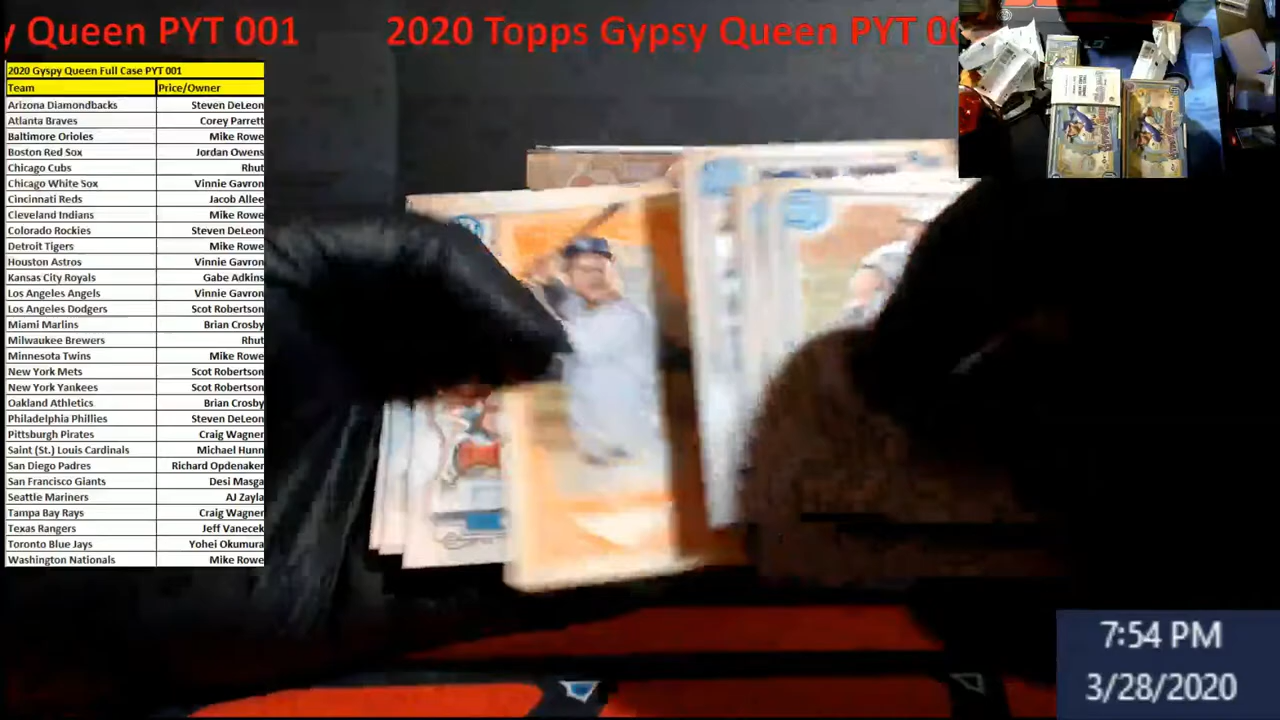 y Queen PYT 001 2020 Topps Gypsy Queen PYT 00
2020 Gyspy Queen Full Case PYT 001
Team Price/Owner
Arizona Diamondbacks Steven DeLeon
Atlanta Braves Corey Parrett
Baltimore Orioles Mike Rowe
Boston Red Sox Jordan Owens
Chicago Cubs Rhut
Chicago White Sox Vinnie Gavron
Cincinnati Reds Jacob Allee
Cleveland Indians Mike Rowe
Colorado Rockies Steven DeLeon
Detroit Tigers Mike Rowe
Houston Astros Vinnie Gavron
Kansas City Royals Gabe Adkins
Los Angeles Angels Vinnie Gavron
Los Angeles Dodgers Scot Robertson
Miami Marlins Brian Crosby
Milwaukee Brewers Rhut
Minnesota Twins Mike Rowe
New York Mets Scot Robertson
New York Yankees Scot Robertson
Oakland Athletics Brian Crosby
Philadelphia Phillies Steven DeLeon
Pittsburgh Pirates Craig Wagner
Saint (St.) Louis Cardinals Michael Hunn
San Diego Padres Richard Opdenaker
San Francisco Giants Desi Masga
Seattle Mariners AJ Zayla
Tampa Bay Rays Craig Wagner
Texas Rangers Jeff Vanecek
Toronto Blue Jays Yohei Okumura
Washington Nationals Mike Rowe
7:54 PM
3/28/2020